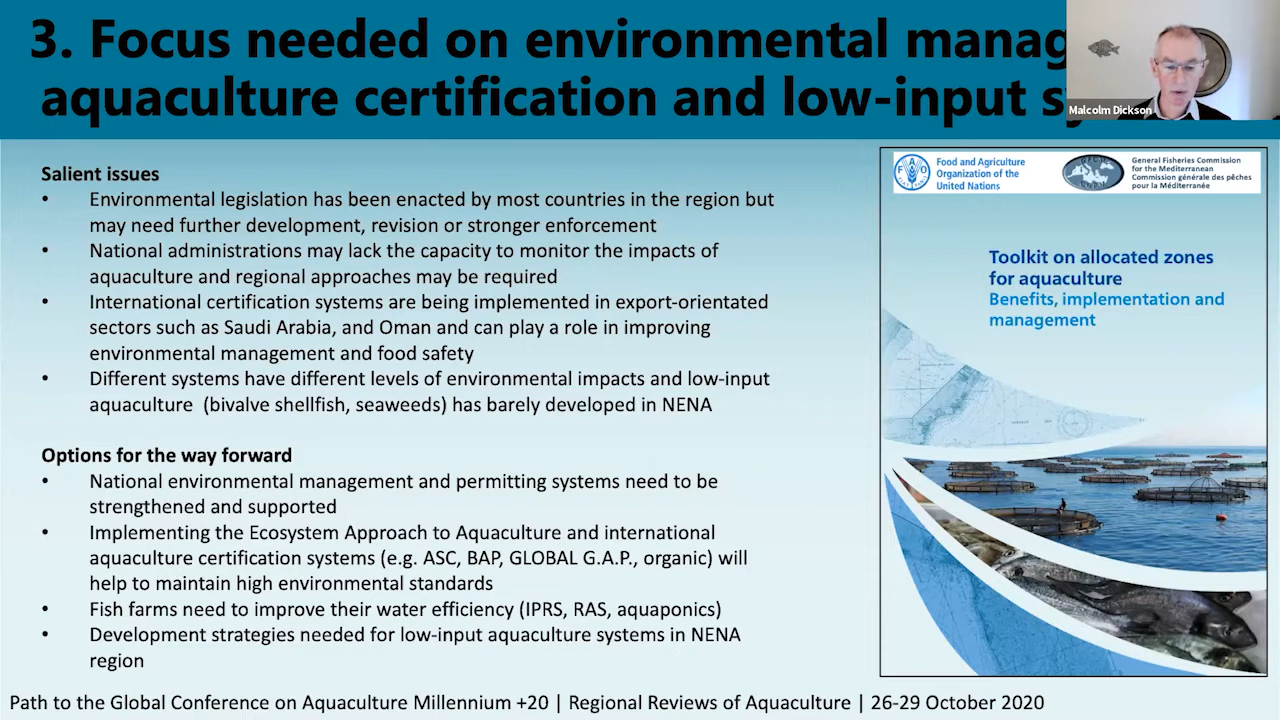 3. Focus needed on environmental manag
aquaculture certification and low-input s
Malcolm Dickson
Salient issues
• Environmental legislation has been enacted by most countries in the region but
may need further development, revision or stronger enforcement
• National administrations may lack the capacity to monitor the impacts of
aquaculture and regional approaches may be required
• International certification systems are being implemented in export-orientated
sectors such as Saudi Arabia, and Oman and can play a role in improving
environmental management and food safety
• Different systems have different levels of environmental impacts and low-input
aquaculture (bivalve shellfish, seaweeds) has barely developed in NENA
Options for the way forward
• National environmental management and permitting systems need to be
strengthened and supported
• Implementing the Ecosystem Approach to Aquaculture and international
aquaculture certification systems (e.g. ASC, BAP, GLOBAL G.A.P., organic) will
help to maintain high environmental standards
• Fish farms need to improve their water efficiency (IPRS, RAS, aquaponics)
• Development strategies needed for low-input aquaculture systems in NENA
region
Food and Agriculture
Organization of the
United Nations
General Fisheries Commission
for the Mediterranean
Commission générale des pêches
pour la Méditerranée
Toolkit on allocated zones
for aquaculture
Benefits, implementation and
management
Path to the Global Conference on Aquaculture Millennium +20 | Regional Reviews of Aquaculture | 26-29 October 2020